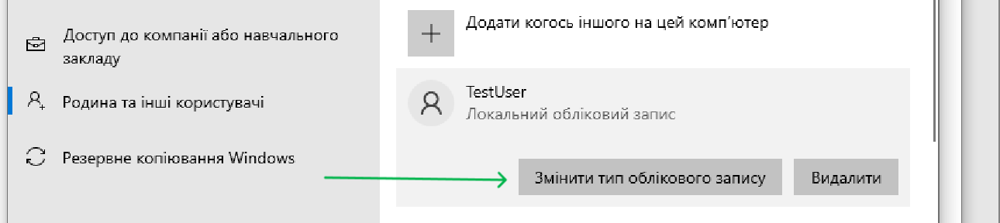 Доступ до компанії або навчального
закладу
Родина та інші користувачі
Резервне копіювання Windows
Додати когось іншого на цей комп'ютер
TestUser
Локальний обліковий запис
Змінити тип облікового запису
Видалити